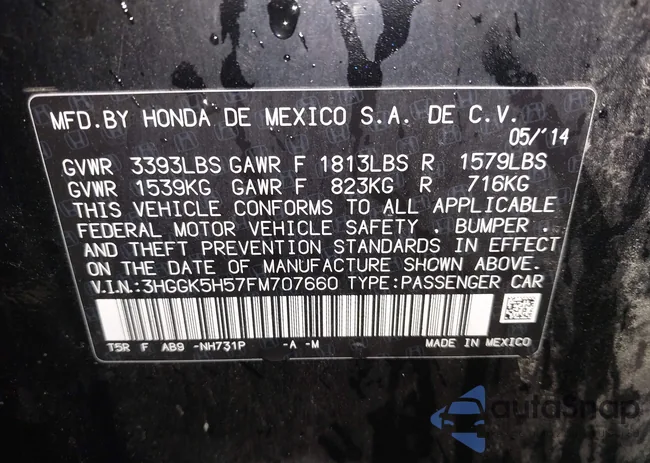 MFD.BY HONDA DE MEXICO S.A. DE C.V.
05/'14
GVWR 3393LBS GAWR F 1813LBS R 1579LBS
GVWR 1539KG GAWR F 823KG R 716KG
THIS VEHICLE CONFORMS TO ALL APPLICABLE
FEDERAL MOTOR VEHICLE SAFETY , BUMPER ,
AND THEFT PREVENTION STANDARDS IN EFFECT
ON THE DATE OF MANUFACTURE SHOWN ABOVE.
V.I.N.:3HGGK5H57FM707660 TYPE:PASSENGER CAR
T5R F AB9 -NH731P -A -M MADE IN MEXICO
autoSnap